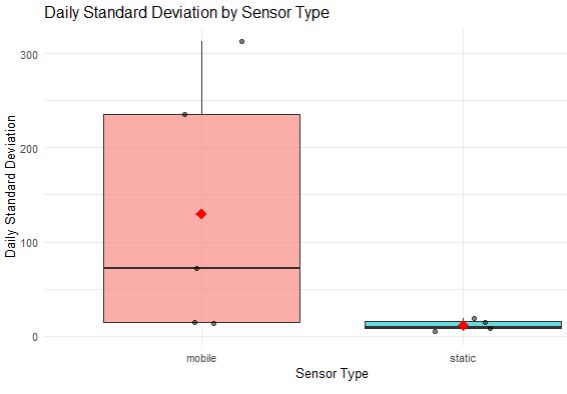 Daily Standard Deviation by Sensor Type
Daily Standard Deviation
300
200
100
0
mobile static
Sensor Type